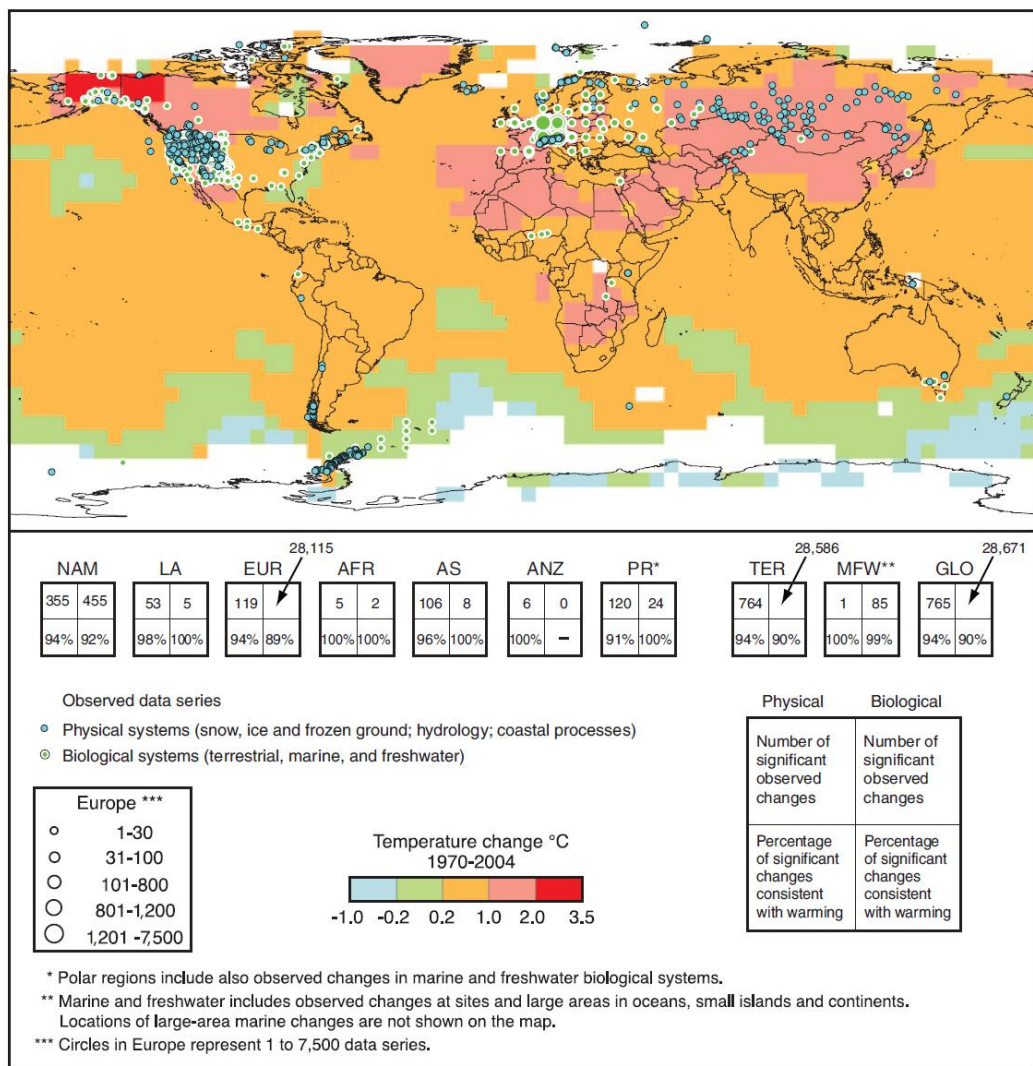 28,115
28,586
28,671
NAM LA EUR AFR AS ANZ PR* TER MFW** GLO
355 455 53 5 119 5 2 106 8 6 0 120 24 764 1 85 765
94% 92% 98% 100% 94% 89% 100% 100% 96% 100% 100% – 91% 100% 94% 90% 100% 99% 94% 90%
Observed data series
Physical systems (snow, ice and frozen ground; hydrology; coastal processes)
Biological systems (terrestrial, marine, and freshwater)
Europe ***
1-30
31-100
101-800
801-1,200
1,201 -7,500
Temperature change °C
1970-2004
-1.0 -0.2 0.2 1.0 2.0 3.5
Physical Biological
Number of
significant
observed
changes
Number of
significant
observed
changes
Percentage
of significant
changes
consistent
with warming
Percentage
of significant
changes
consistent
with warming
* Polar regions include also observed changes in marine and freshwater biological systems.
** Marine and freshwater includes observed changes at sites and large areas in oceans, small islands and continents.
Locations of large-area marine changes are not shown on the map.
*** Circles in Europe represent 1 to 7,500 data series.